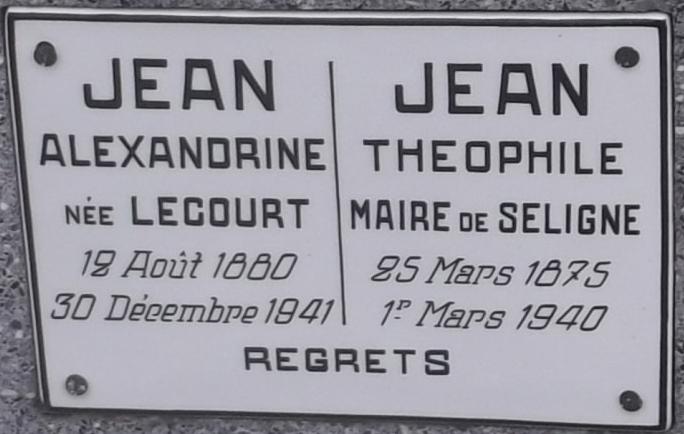 JEAN
ALEXANDRINE
NÉE LECOURT
12 Août 1880
30 Décembre 1941
JEAN
THEOPHILE
MAIRE DE SELIGNE
25 Mars 1875
1er Mars 1940
REGRETS